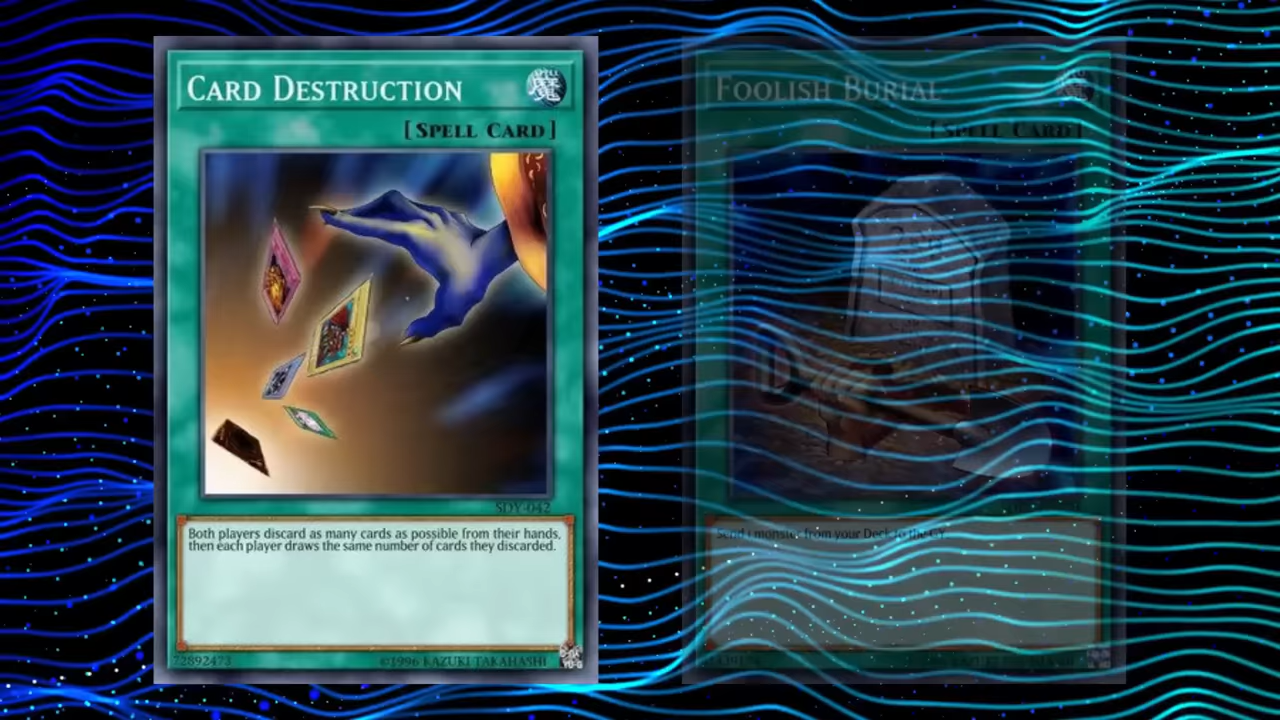 CARD DESTRUCTION
魔
[SPELL CARD]
SDY-042
Both players discard as many cards as possible from their hands,
then each player draws the same number of cards they discarded.
72892473
©1996 KAZUKI TAKAHASHI
FOOLISH BURIAL
魔
[SPELL CARD]
Send 1 monster from your Deck to the GY.